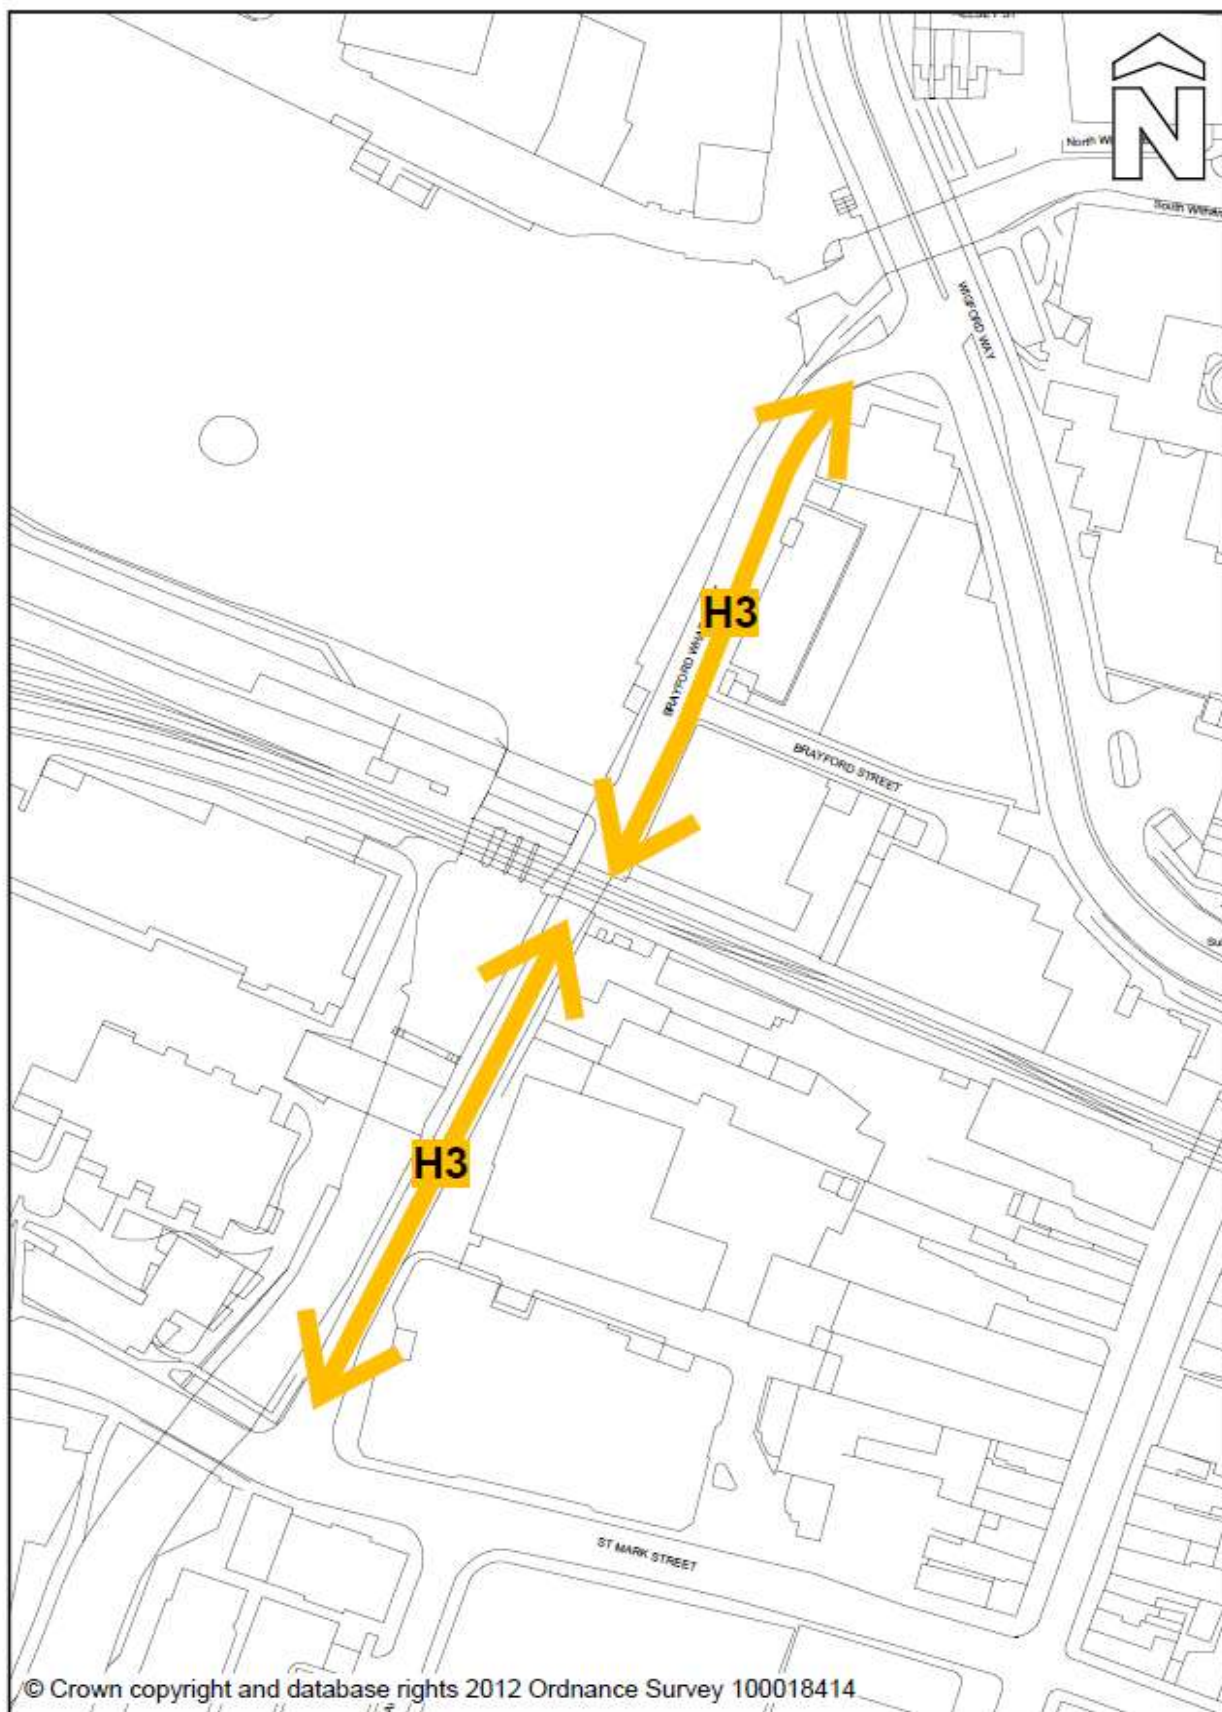 N
North
South Witham
WIGFORD WAY
H3
BRAYFORD
BRAYFORD STREET
H3
ST MARK STREET
© Crown copyright and database rights 2012 Ordnance Survey 100018414